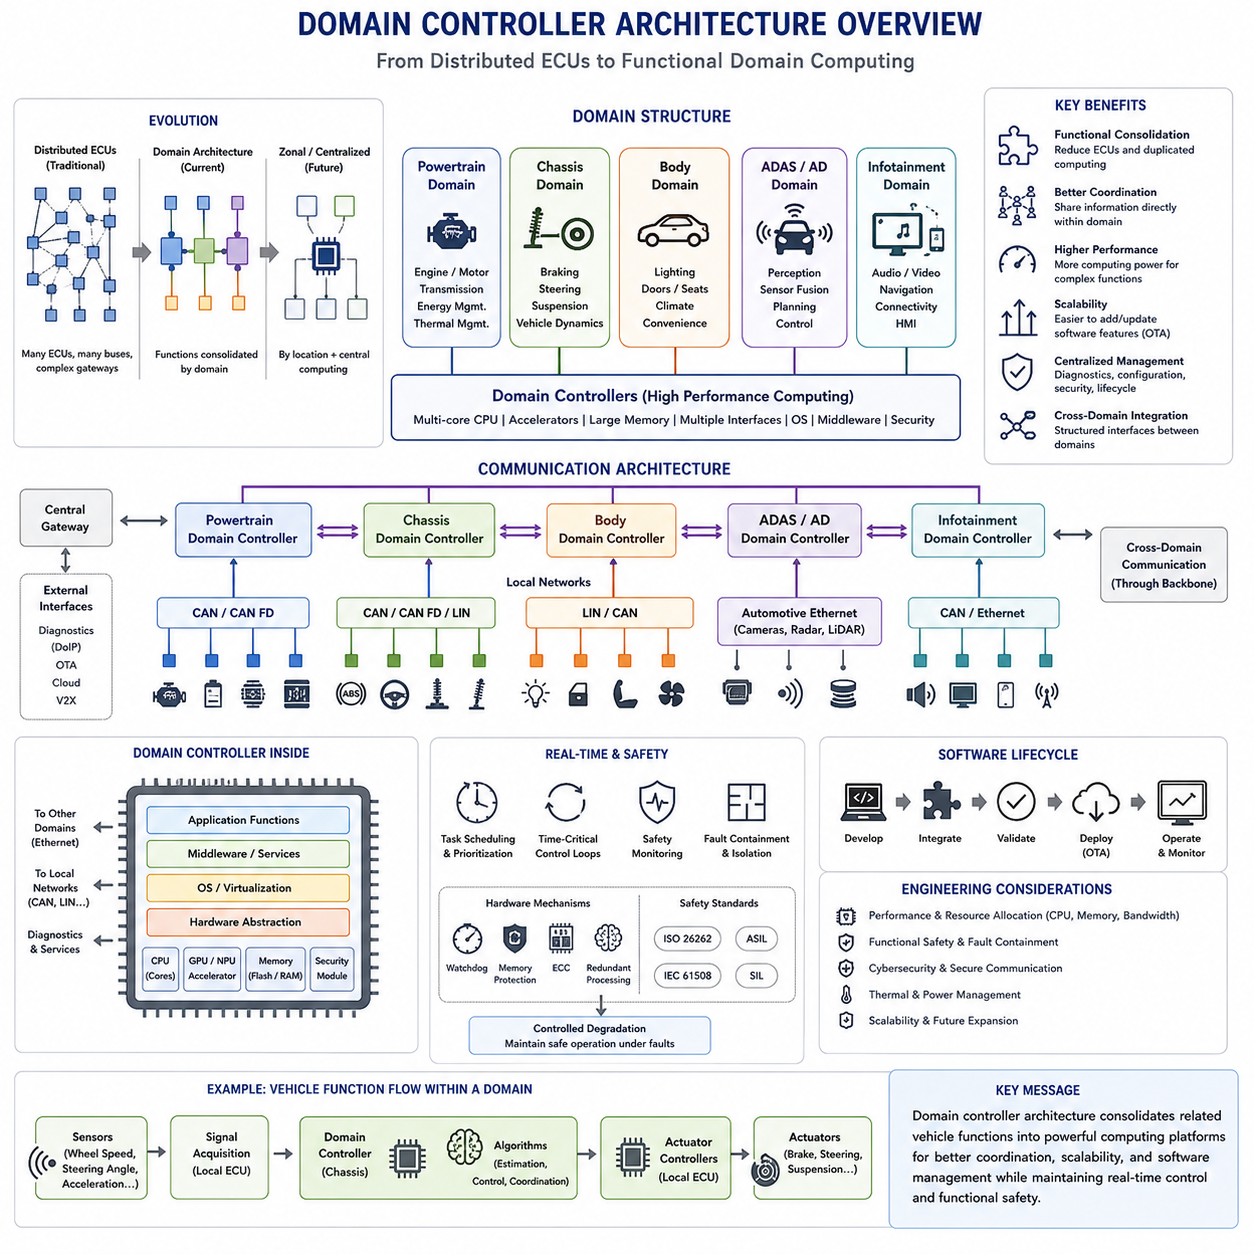 DOMAIN CONTROLLER ARCHITECTURE OVERVIEW
From Distributed ECUs to Functional Domain Computing
EVOLUTION
Distributed ECUs
(Traditional)
Many ECUs, many buses,
complex gateways
Domain Architecture
(Current)
Functions consolidated
by domain
Zonal / Centralized
(Future)
By location + central
computing
DOMAIN STRUCTURE
Powertrain
Domain
Engine / Motor
Transmission
Energy Mgmt.
Thermal Mgmt.
Chassis
Domain
Braking
Steering
Suspension
Vehicle Dynamics
Body
Domain
Lighting
Doors / Seats
Climate
Convenience
ADAS / AD
Domain
Perception
Sensor Fusion
Planning
Control
Infotainment
Domain
Audio / Video
Navigation
Connectivity
HMI
Domain Controllers (High Performance Computing)
Multi-core CPU | Accelerators | Large Memory | Multiple Interfaces | OS | Middleware | Security
KEY BENEFITS
Functional Consolidation
Reduce ECUs and duplicated
computing
Better Coordination
Share information directly
within domain
Higher Performance
More computing power for
complex functions
Scalability
Easier to add/update
software features (OTA)
Centralized Management
Diagnostics, configuration,
security, lifecycle
Cross-Domain Integration
Structured interfaces between
domains
COMMUNICATION ARCHITECTURE
Central
Gateway
External
Interfaces
Diagnostics
(DoIP)
OTA
Cloud
V2X
Powertrain
Domain Controller
Chassis
Domain Controller
Body
Domain Controller
ADAS / AD
Domain Controller
Infotainment
Domain Controller
Cross-Domain
Communication
(Through Backbone)
Local Networks
CAN / CAN FD
CAN / CAN FD / LIN
ABS
LIN / CAN
Automotive Ethernet
(Cameras, Radar, LiDAR)
CAN / Ethernet
DOMAIN CONTROLLER INSIDE
To Other
Domains
(Ethernet)
To Local
Networks
(CAN, LIN...)
Diagnostics
& Services
Application Functions
Middleware / Services
OS / Virtualization
Hardware Abstraction
CPU
(Cores)
GPU / NPU
Accelerator
Memory
(Flash / RAM)
Security
Module
REAL-TIME & SAFETY
Task Scheduling
& Prioritization
Time-Critical
Control Loops
Safety
Monitoring
Fault Containment
& Isolation
Hardware Mechanisms
Watchdog
Memory
Protection
ECC
Redundant
Processing
Safety Standards
ISO 26262
ASIL
IEC 61508
SIL
Controlled Degradation
Maintain safe operation under faults
SOFTWARE LIFECYCLE
</>
Develop
Integrate
Validate
Deploy
(OTA)
Operate
& Monitor
ENGINEERING CONSIDERATIONS
Performance & Resource Allocation (CPU, Memory, Bandwidth)
Functional Safety & Fault Containment
Cybersecurity & Secure Communication
Thermal & Power Management
Scalability & Future Expansion
EXAMPLE: VEHICLE FUNCTION FLOW WITHIN A DOMAIN
Sensors
(Wheel Speed,
Steering Angle,
Acceleration...)
Signal
Acquisition
(Local ECU)
Domain
Controller
(Chassis)
Algorithms
(Estimation,
Control, Coordination)
Actuator
Controllers
(Local ECU)
Actuators
(Brake, Steering,
Suspension...)
KEY MESSAGE
Domain controller architecture consolidates related
vehicle functions into powerful computing platforms
for better coordination, scalability, and software
management while maintaining real-time control
and functional safety.